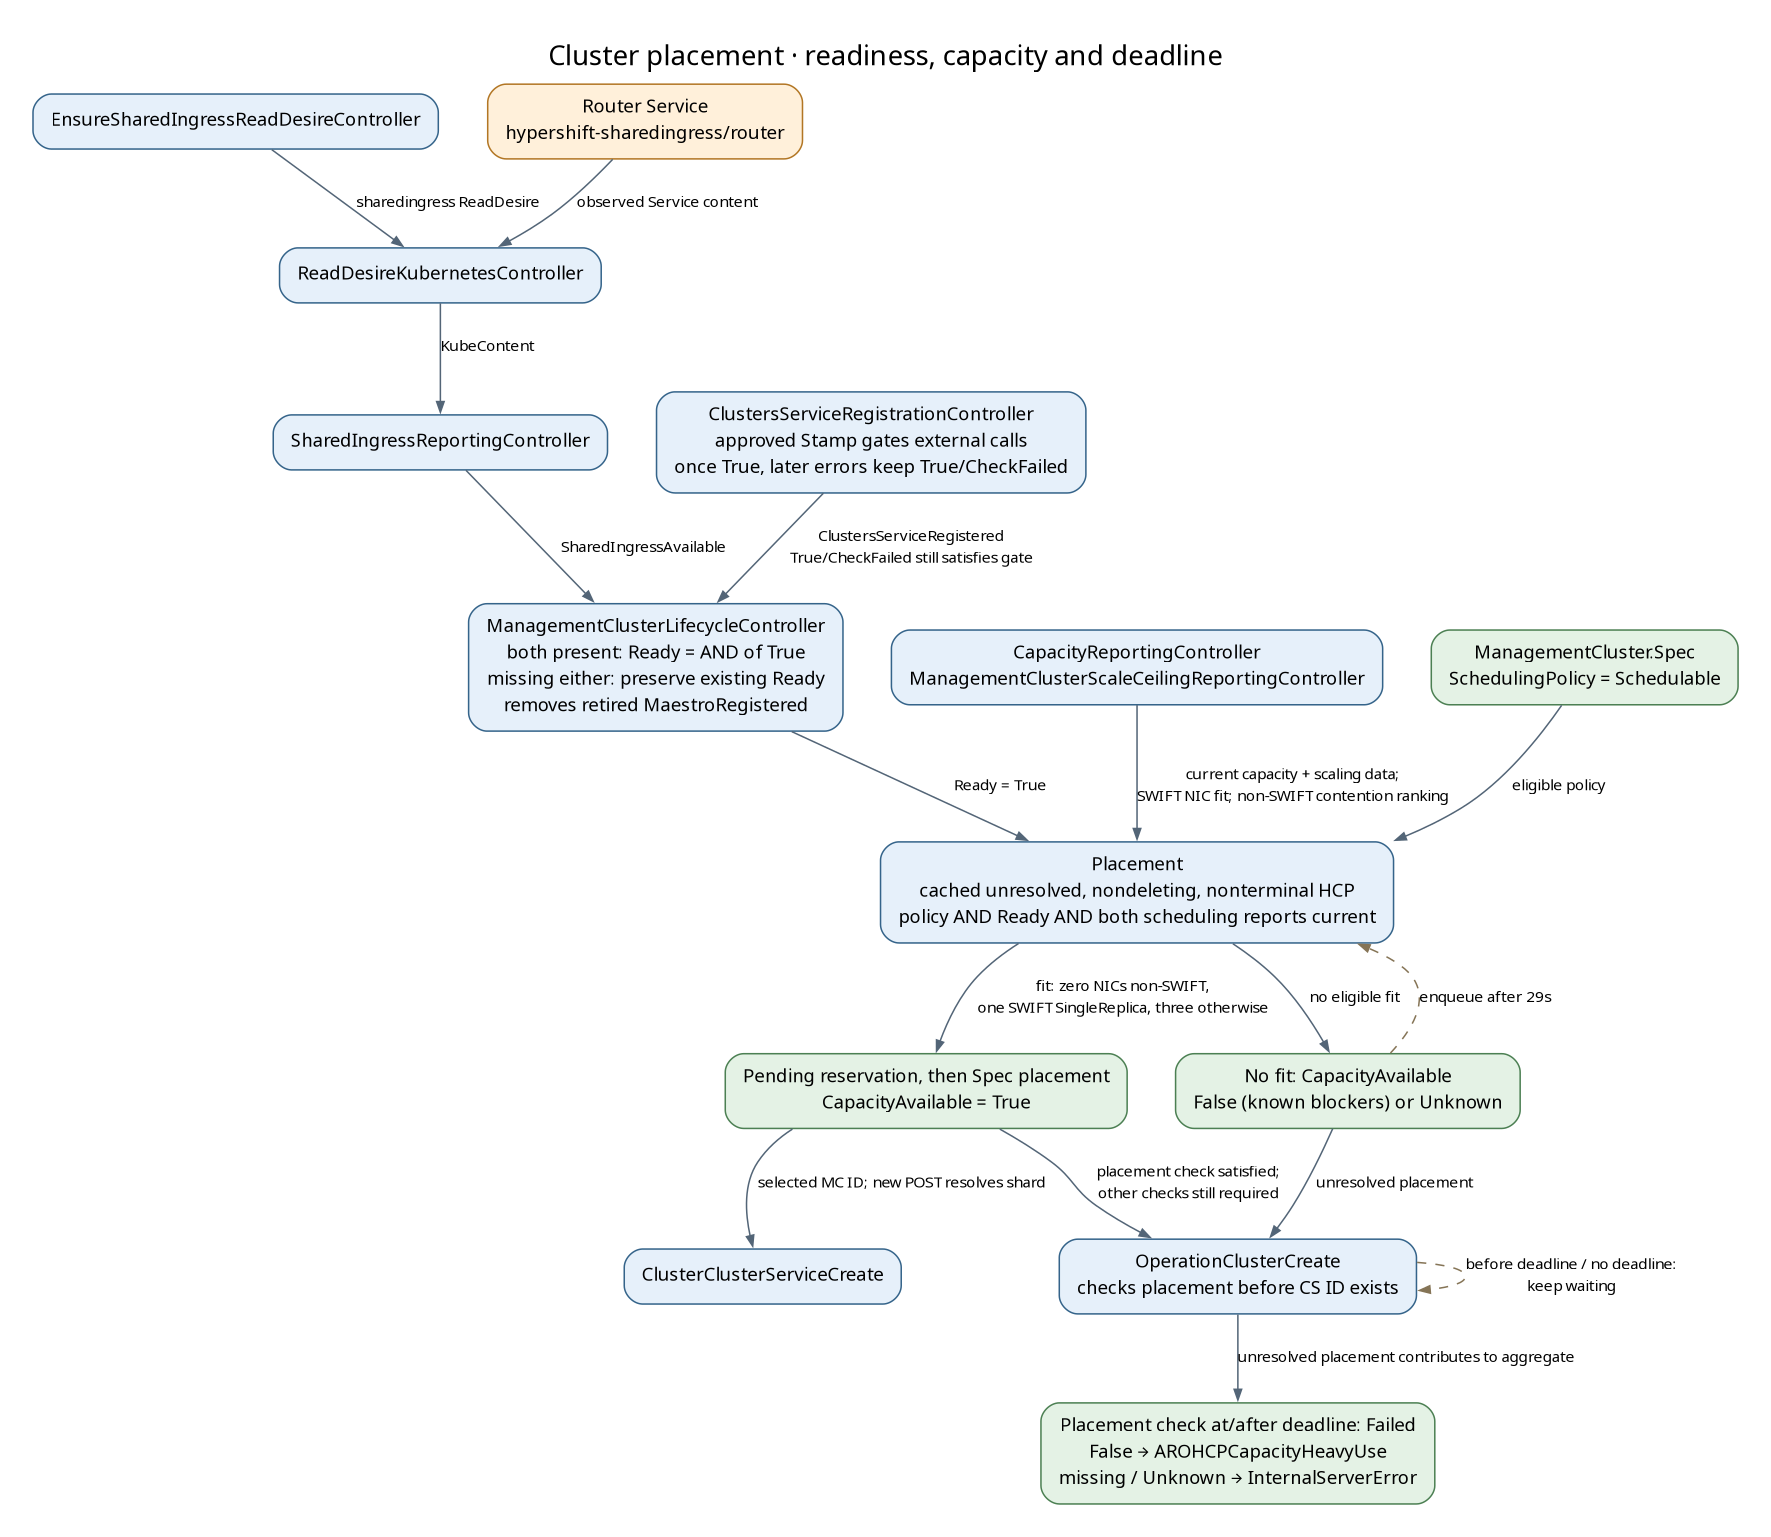 Cluster placement · readiness, capacity and deadline
EnsureSharedIngressReadDesireController
Router Service
hypershift-sharedingress/router
sharedingress ReadDesire
observed Service content
ReadDesireKubernetesController
KubeContent
SharedIngressReportingController
ClustersServiceRegistrationController
approved Stamp gates external calls
once True, later errors keep True/CheckFailed
SharedIngressAvailable
ClustersServiceRegistered
True/CheckFailed still satisfies gate
ManagementClusterLifecycleController
both present: Ready = AND of True
missing either: preserve existing Ready
removes retired MaestroRegistered
CapacityReportingController
ManagementClusterScaleCeilingReportingController
ManagementCluster.Spec
SchedulingPolicy = Schedulable
Ready = True
current capacity + scaling data;
SWIFT NIC fit; non-SWIFT contention ranking
eligible policy
Placement
cached unresolved, nondeleting, nonterminal HCP
policy AND Ready AND both scheduling reports current
fit: zero NICs non-SWIFT,
one SWIFT SingleReplica, three otherwise
no eligible fit
enqueue after 29s
Pending reservation, then Spec placement
CapacityAvailable = True
No fit: CapacityAvailable
False (known blockers) or Unknown
selected MC ID; new POST resolves shard
placement check satisfied;
other checks still required
unresolved placement
ClusterClusterServiceCreate
OperationClusterCreate
checks placement before CS ID exists
before deadline / no deadline:
keep waiting
unresolved placement contributes to aggregate
Placement check at/after deadline: Failed
False → AROHCPCapacityHeavyUse
missing / Unknown → InternalServerError